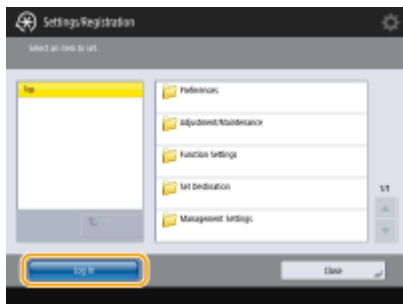 Settings/Registration
Select an item to set.
Top
Preferences
Adjustment/Maintenance
Function Settings
Set Destination
Management Settings
1/1
Log In
Close